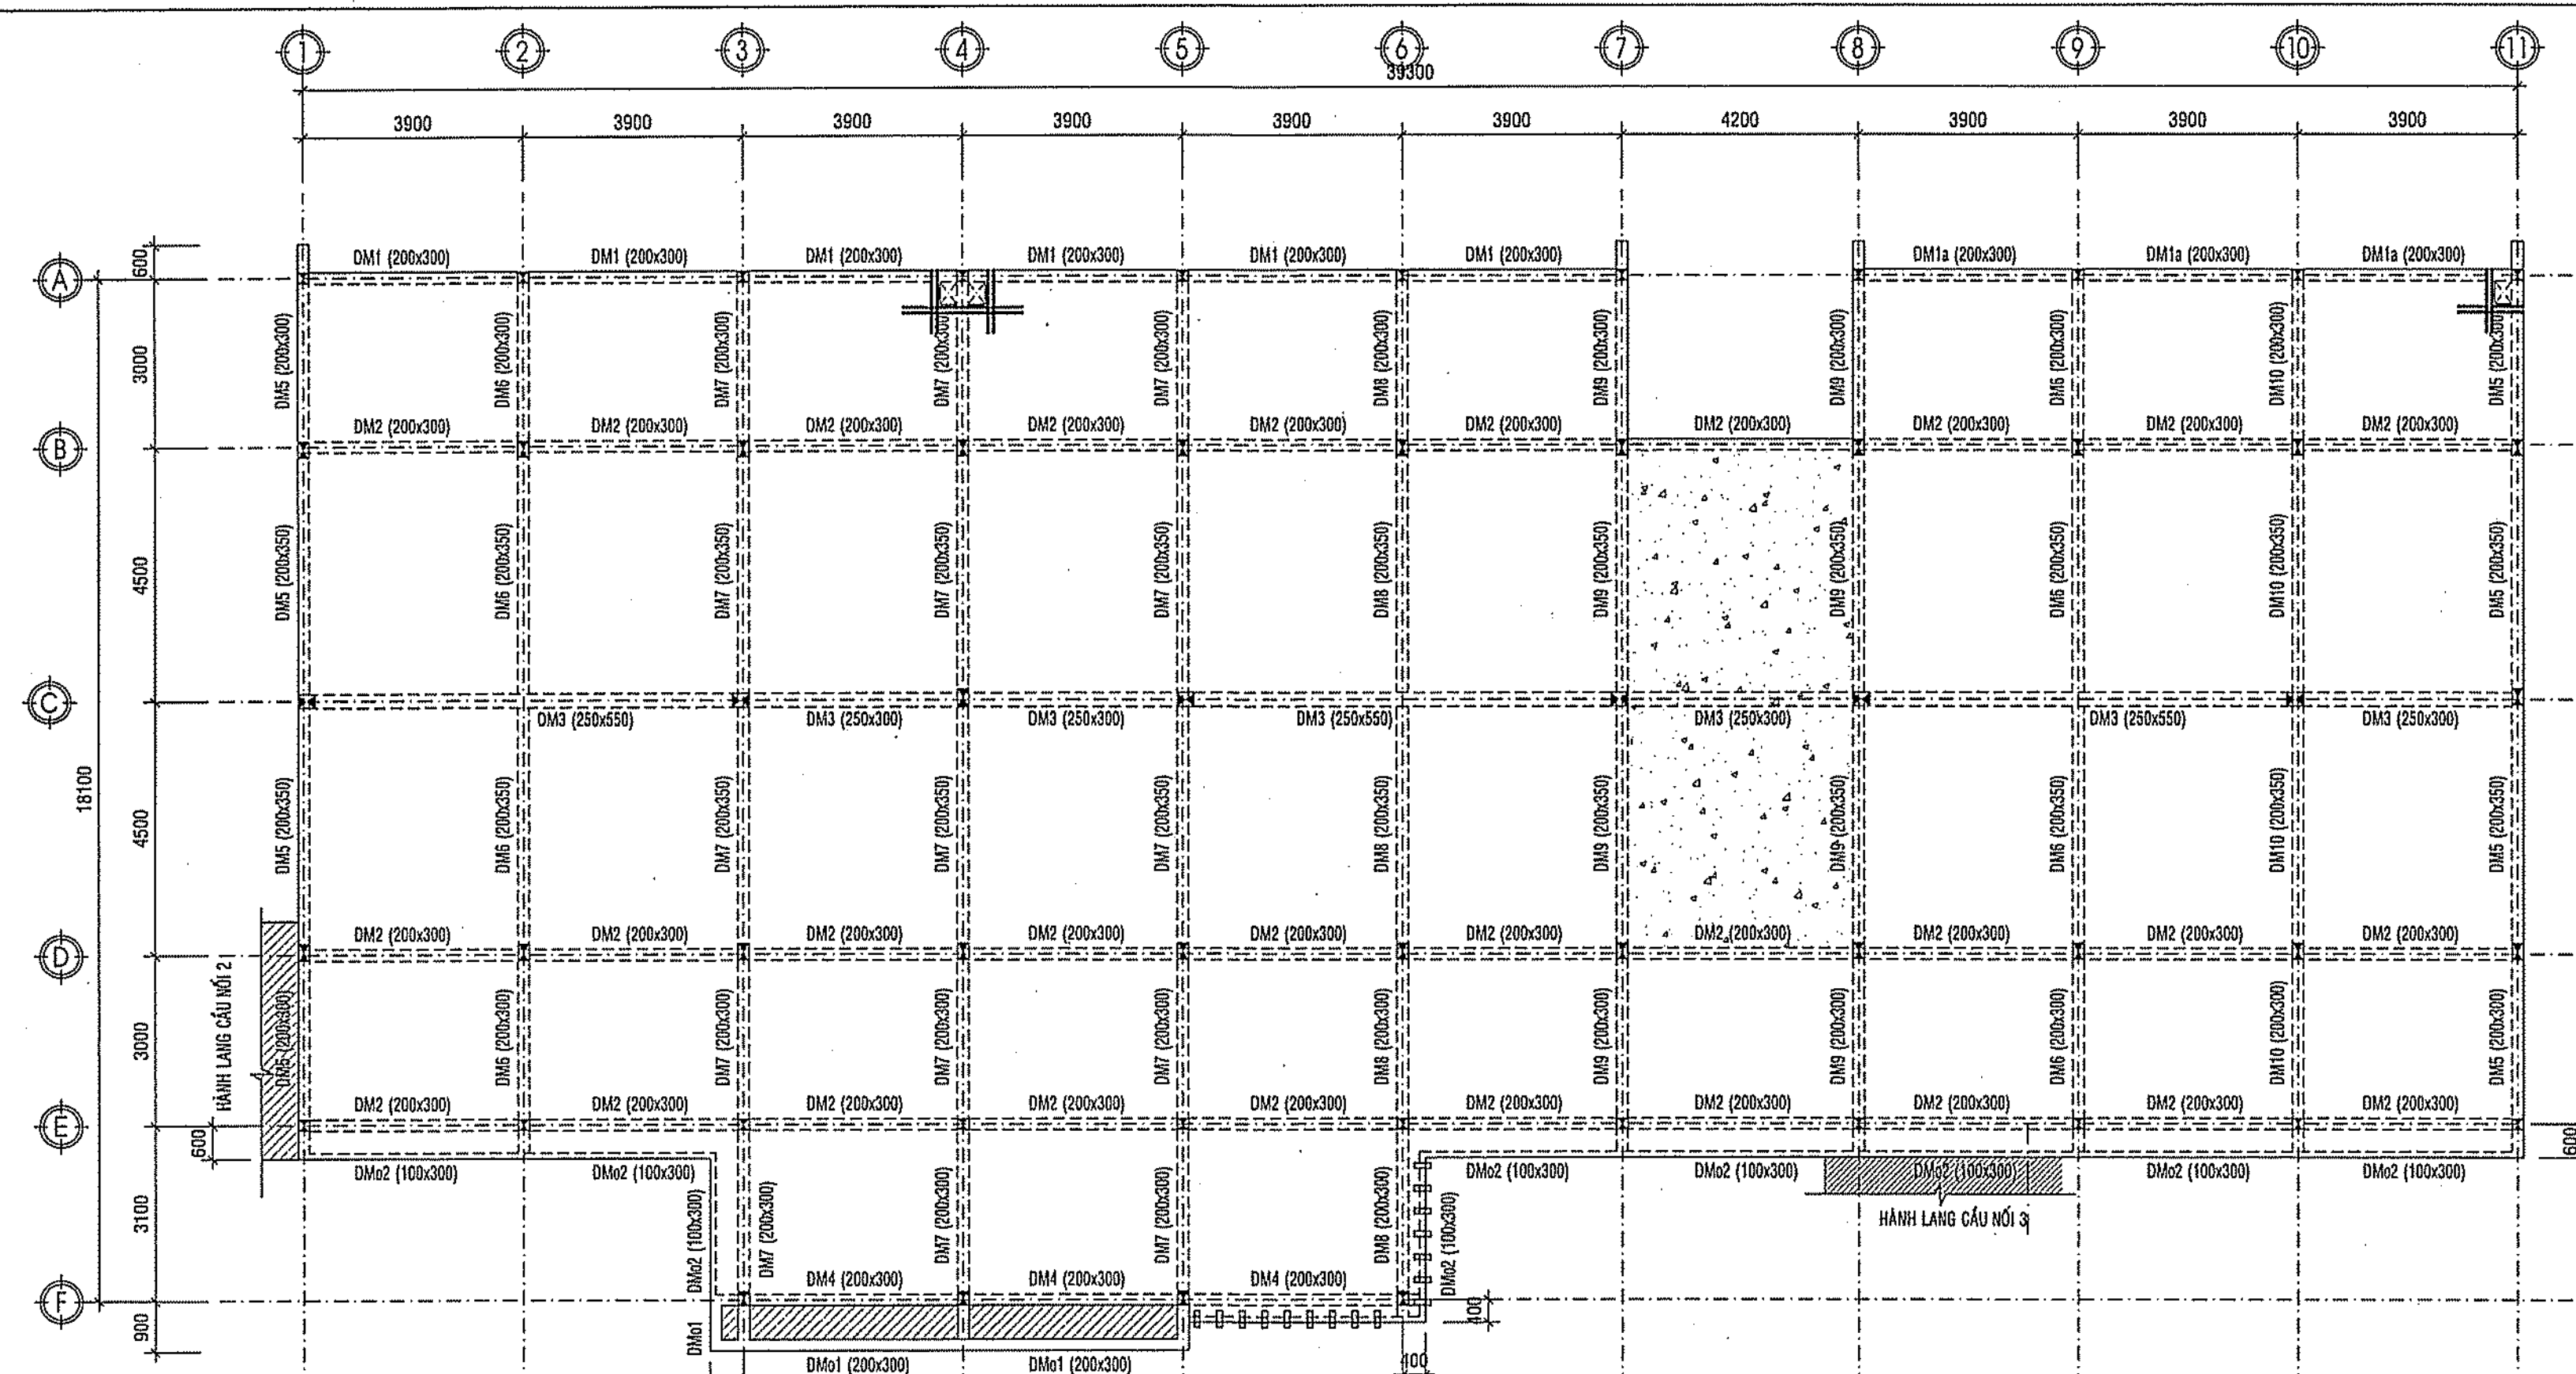 1 2 3 4 5 6 7 8 9 10 11
39300
3900 3900 3900 3900 3900 3900 4200 3900 3900 3900
600
DM1 (200x300) DM1 (200x300) DM1 (200x300) DM1 (200x300) DM1 (200x300) DM1 (200x300) DM1a (200x300) DM1a (200x300) DM1a (200x300)
A
3000 DM5 (200x300) DM6 (200x300) DM7 (200x300) DM7 (200x300) DM7 (200x300) DM8 (200x300) DM9 (200x300) DM9 (200x300) DM6 (200x300) DM10 (200x300) DM5 (200x300)
DM2 (200x300) DM2 (200x300) DM2 (200x300) DM2 (200x300) DM2 (200x300) DM2 (200x300) DM2 (200x300) DM2 (200x300) DM2 (200x300) DM2 (200x300)
B
4500 DM5 (200x350) DM6 (200x350) DM7 (200x350) DM7 (200x350) DM7 (200x350) DM8 (200x350) DM9 (200x350) DM9 (200x350) DM6 (200x350) DM10 (200x350) DM5 (200x350)
C
DM3 (250x550) DM3 (250x300) DM3 (250x300) DM3 (250x550) DM3 (250x300) DM3 (250x550) DM3 (250x300)
18100
4500 DM5 (200x350) DM6 (200x350) DM7 (200x350) DM7 (200x350) DM7 (200x350) DM8 (200x350) DM9 (200x350) DM9 (200x350) DM6 (200x350) DM10 (200x350) DM5 (200x350)
DM2 (200x300) DM2 (200x300) DM2 (200x300) DM2 (200x300) DM2 (200x300) DM2 (200x300) DM2 (200x300) DM2 (200x300) DM2 (200x300) DM2 (200x300)
D
3000 HÀNH LANG CẦU NỐI 2 DM5 (200x300) DM6 (200x300) DM7 (200x300) DM7 (200x300) DM7 (200x300) DM8 (200x300) DM9 (200x300) DM9 (200x300) DM6 (200x300) DM10 (200x300) DM5 (200x300)
DM2 (200x300) DM2 (200x300) DM2 (200x300) DM2 (200x300) DM2 (200x300) DM2 (200x300) DM2 (200x300) DM2 (200x300) DM2 (200x300) DM2 (200x300)
E
600 600
DMo2 (100x300) DMo2 (100x300) DMo2 (100x300) DMo2 (100x300) DMo2 (100x300) DMo2 (100x300) DMo2 (100x300)
3100 DMo2 (100x300) DM7 (200x300) DM7 (200x300) DM7 (200x300) DM8 (200x300) DMo2 (100x300)
HÀNH LANG CẦU NỐI 3
DM4 (200x300) DM4 (200x300) DM4 (200x300)
F
900 DMo1 400
DMo1 (200x300) DMo1 (200x300) 400